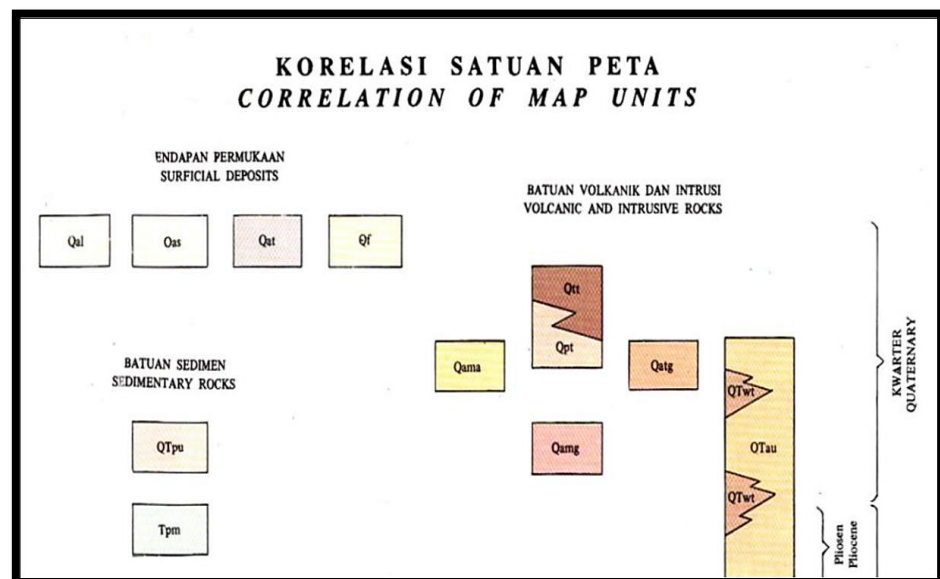 KORELASI SATUAN PETA
CORRELATION OF MAP UNITS
ENDAPAN PERMUKAAN
SURFICIAL DEPOSITS
BATUAN VOLKANIK DAN INTRUSI
VOLCANIC AND INTRUSIVE ROCKS
Qal
Qas
Qat
Qf
Qtt
Qpt
Qama
Qatg
BATUAN SEDIMEN
SEDIMENTARY ROCKS
QTwt
KWARTER
QUATERNARY
QTpu
Qamg
QTau
QTwt
Tpm
Pliosen
Pliocene